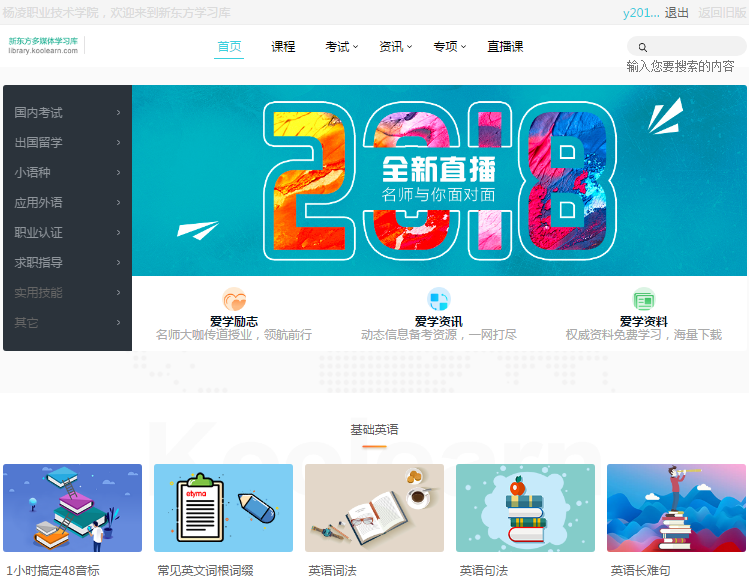 杨凌职业技术学院，欢迎来到新东方学习库
y201... 退出 返回旧版
新东方多媒体学习库
library.koolearn.com
首页 课程 考试 资讯 专项 直播课
输入您要搜索的内容
国内考试
出国留学
小语种
应用外语
职业认证
求职指导
实用技能
其它
2018
全新直播
名师与你面对面
爱学励志 爱学资讯 爱学资料
名师大咖传道授业，领航前行 动态信息备考资源，一网打尽 权威资料免费学习，海量下载
Koolearn
基础英语
etyma
1小时搞定48音标 常见英文词根词缀 英语词法 英语句法 英语长难句